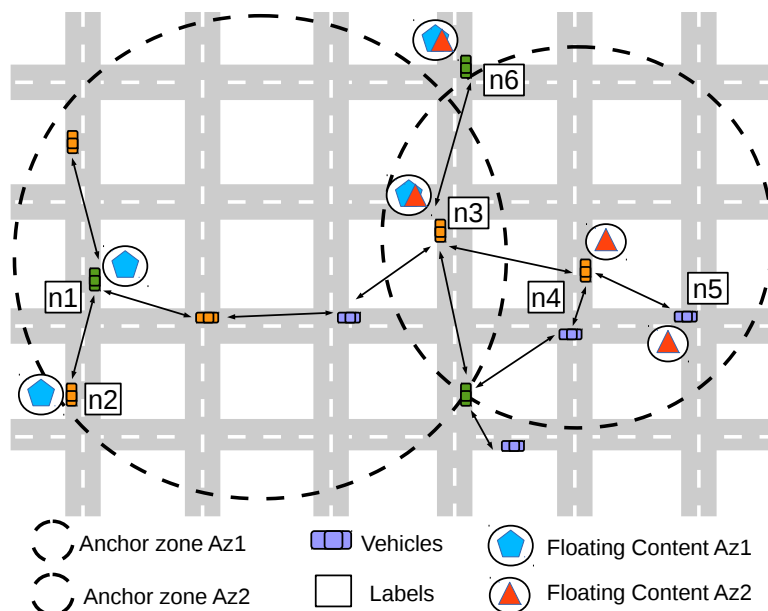 n6
n3
n1
n4
n5
n2
Anchor zone Az1
Vehicles
Floating Content Az1
Anchor zone Az2
Labels
Floating Content Az2